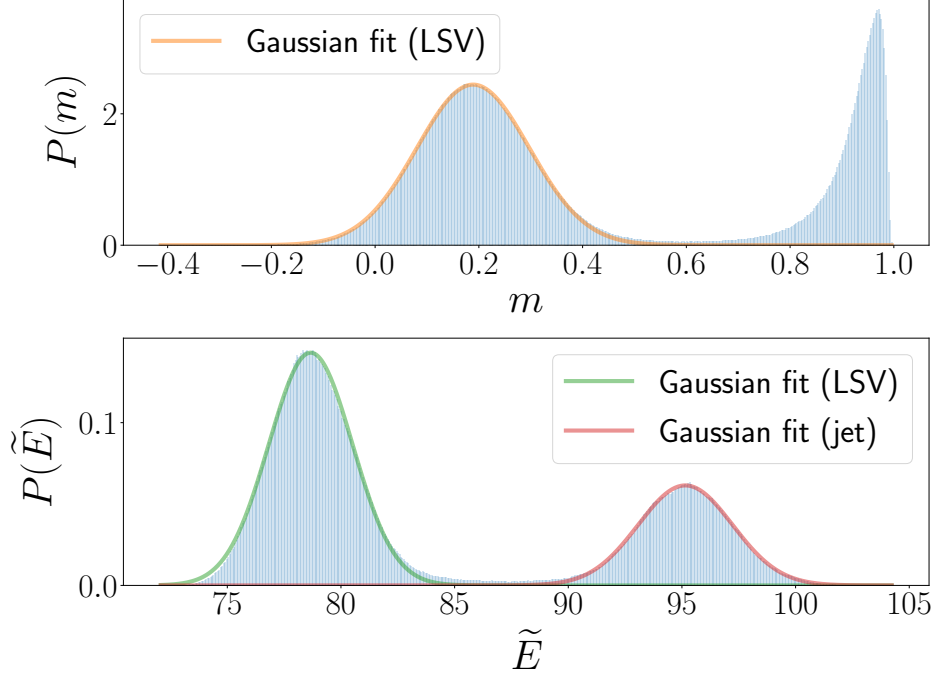 Gaussian fit (LSV)
P(m)
2
0
−0.4 −0.2 0.0 0.2 0.4 0.6 0.8 1.0
m
Gaussian fit (LSV)
Gaussian fit (jet)
P(Ẽ)
0.1
0.0
75 80 85 90 95 100 105
Ẽ